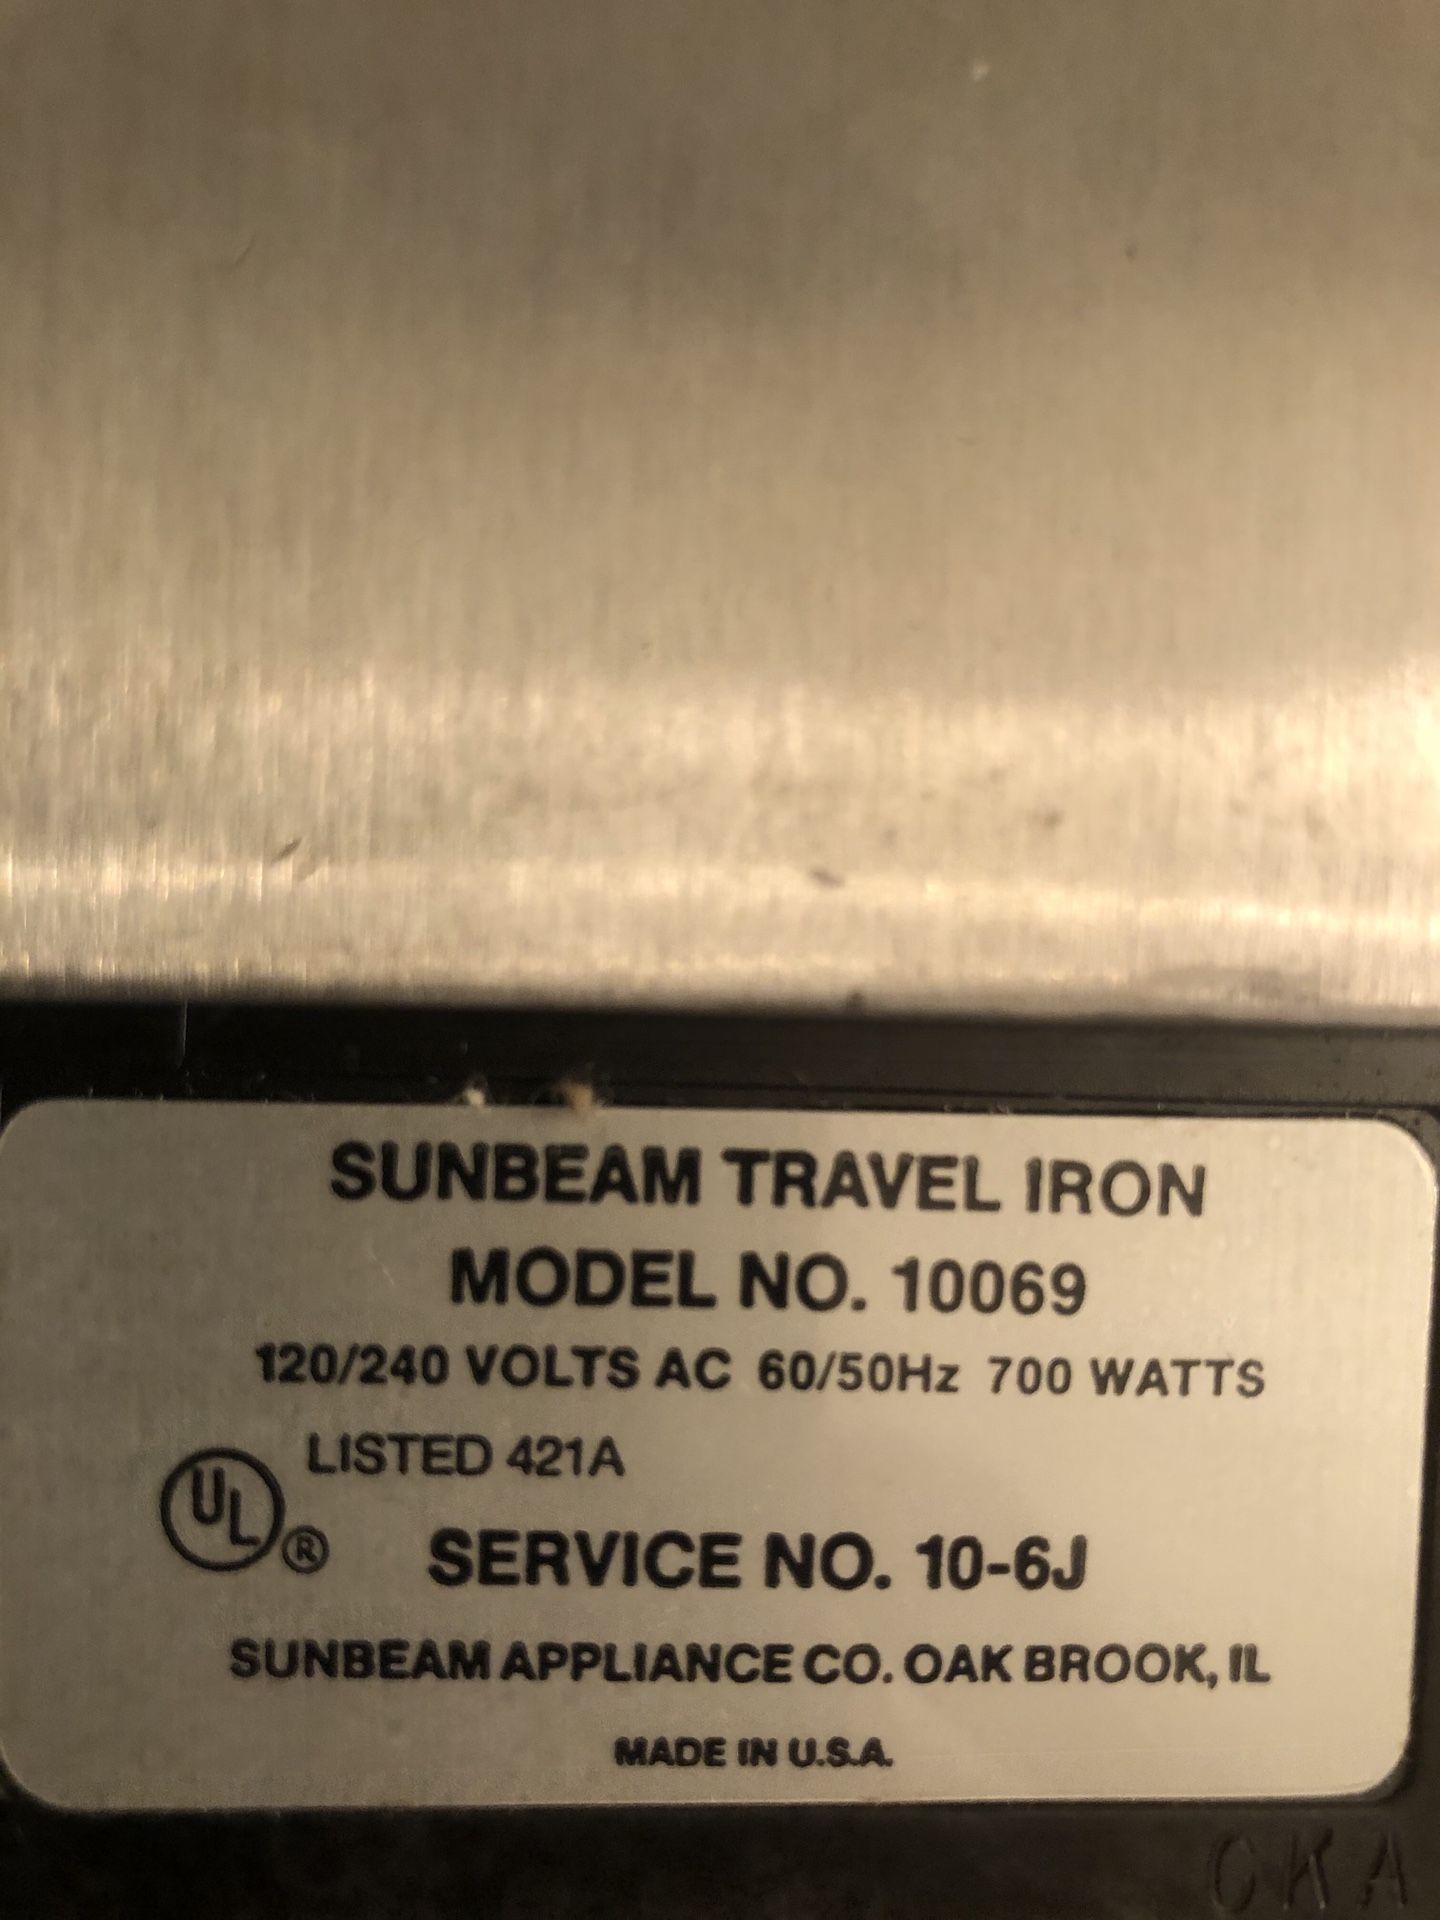 SUNBEAM TRAVEL IRON
MODEL NO. 10069
120/240 VOLTS AC 60/50Hz 700 WATTS
LISTED 421A
UL ®
SERVICE NO. 10-6J
SUNBEAM APPLIANCE CO. OAK BROOK, IL
MADE IN U.S.A.
OKA